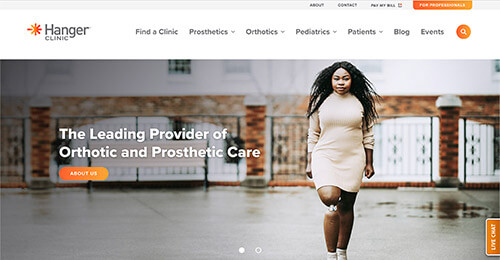 ABOUT CONTACT PAY MY BILL FOR PROFESSIONALS
Hanger
CLINIC
Find a Clinic Prosthetics Orthotics Pediatrics Patients Blog Events
The Leading Provider of
Orthotic and Prosthetic Care
ABOUT US
LIVE CHAT